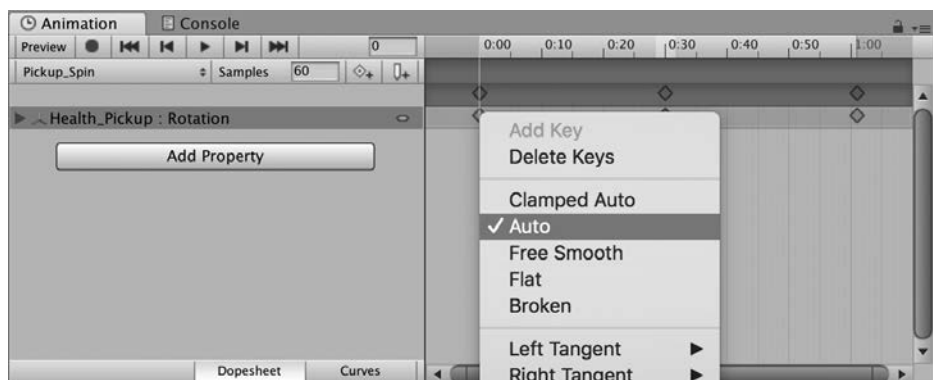 Animation Console
Preview 0 0:00 0:10 0:20 0:30 0:40 0:50 1:00
Pickup_Spin Samples 60
Health_Pickup : Rotation
Add Property
Add Key
Delete Keys
Clamped Auto
Auto
Free Smooth
Flat
Broken
Left Tangent
Right Tangent
Dopesheet Curves